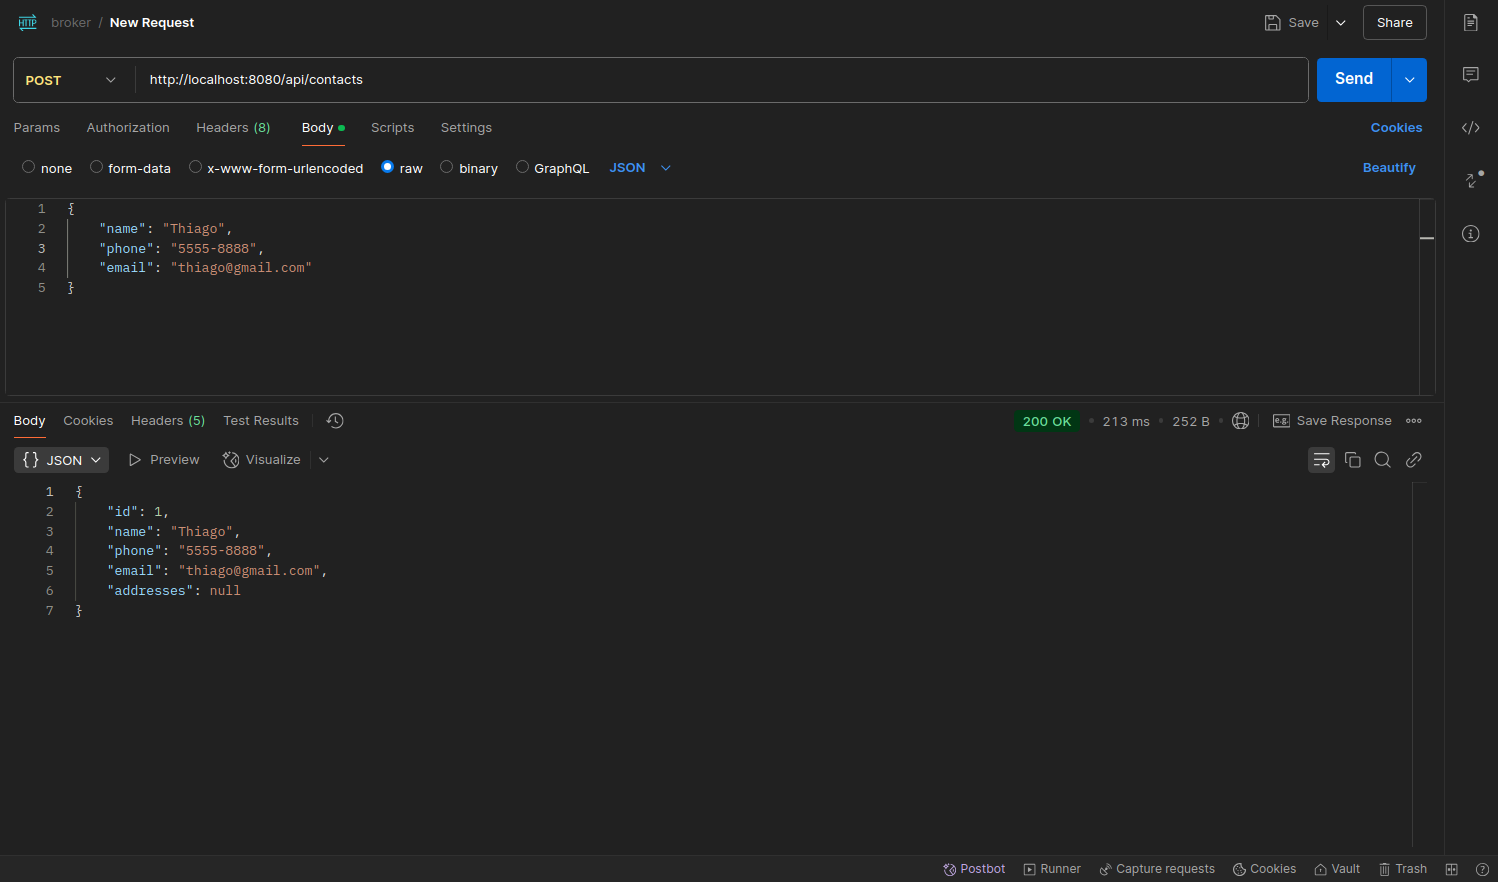 HTTP broker / New Request Save Share
POST http://localhost:8080/api/contacts Send
Params Authorization Headers (8) Body Scripts Settings Cookies
none form-data x-www-form-urlencoded raw binary GraphQL JSON Beautify
1 {
2 "name": "Thiago",
3 "phone": "5555-8888",
4 "email": "thiago@gmail.com"
5 }
Body Cookies Headers (5) Test Results 200 OK 213 ms 252 B e.g. Save Response
{} JSON Preview Visualize
1 {
2 "id": 1,
3 "name": "Thiago",
4 "phone": "5555-8888",
5 "email": "thiago@gmail.com",
6 "addresses": null
7 }
Postbot Runner Capture requests Cookies Vault Trash